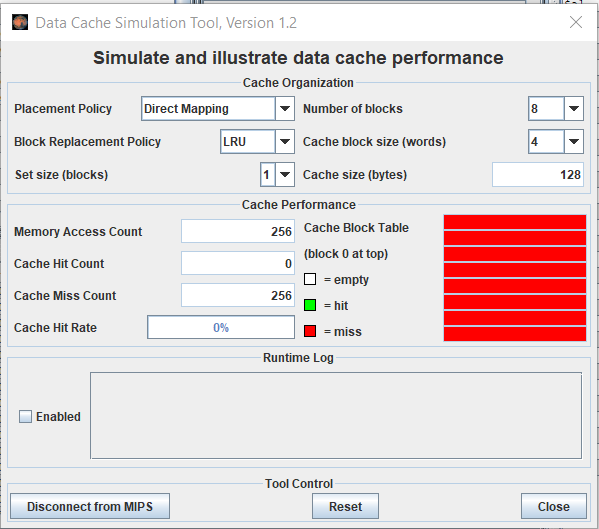 Data Cache Simulation Tool, Version 1.2
Simulate and illustrate data cache performance
Cache Organization
Placement Policy Direct Mapping Number of blocks 8
Block Replacement Policy LRU Cache block size (words) 4
Set size (blocks) 1 Cache size (bytes) 128
Cache Performance
Memory Access Count 256 Cache Block Table
(block 0 at top)
Cache Hit Count 0
= empty
Cache Miss Count 256
= hit
Cache Hit Rate 0%
= miss
Runtime Log
Enabled
Tool Control
Disconnect from MIPS Reset Close